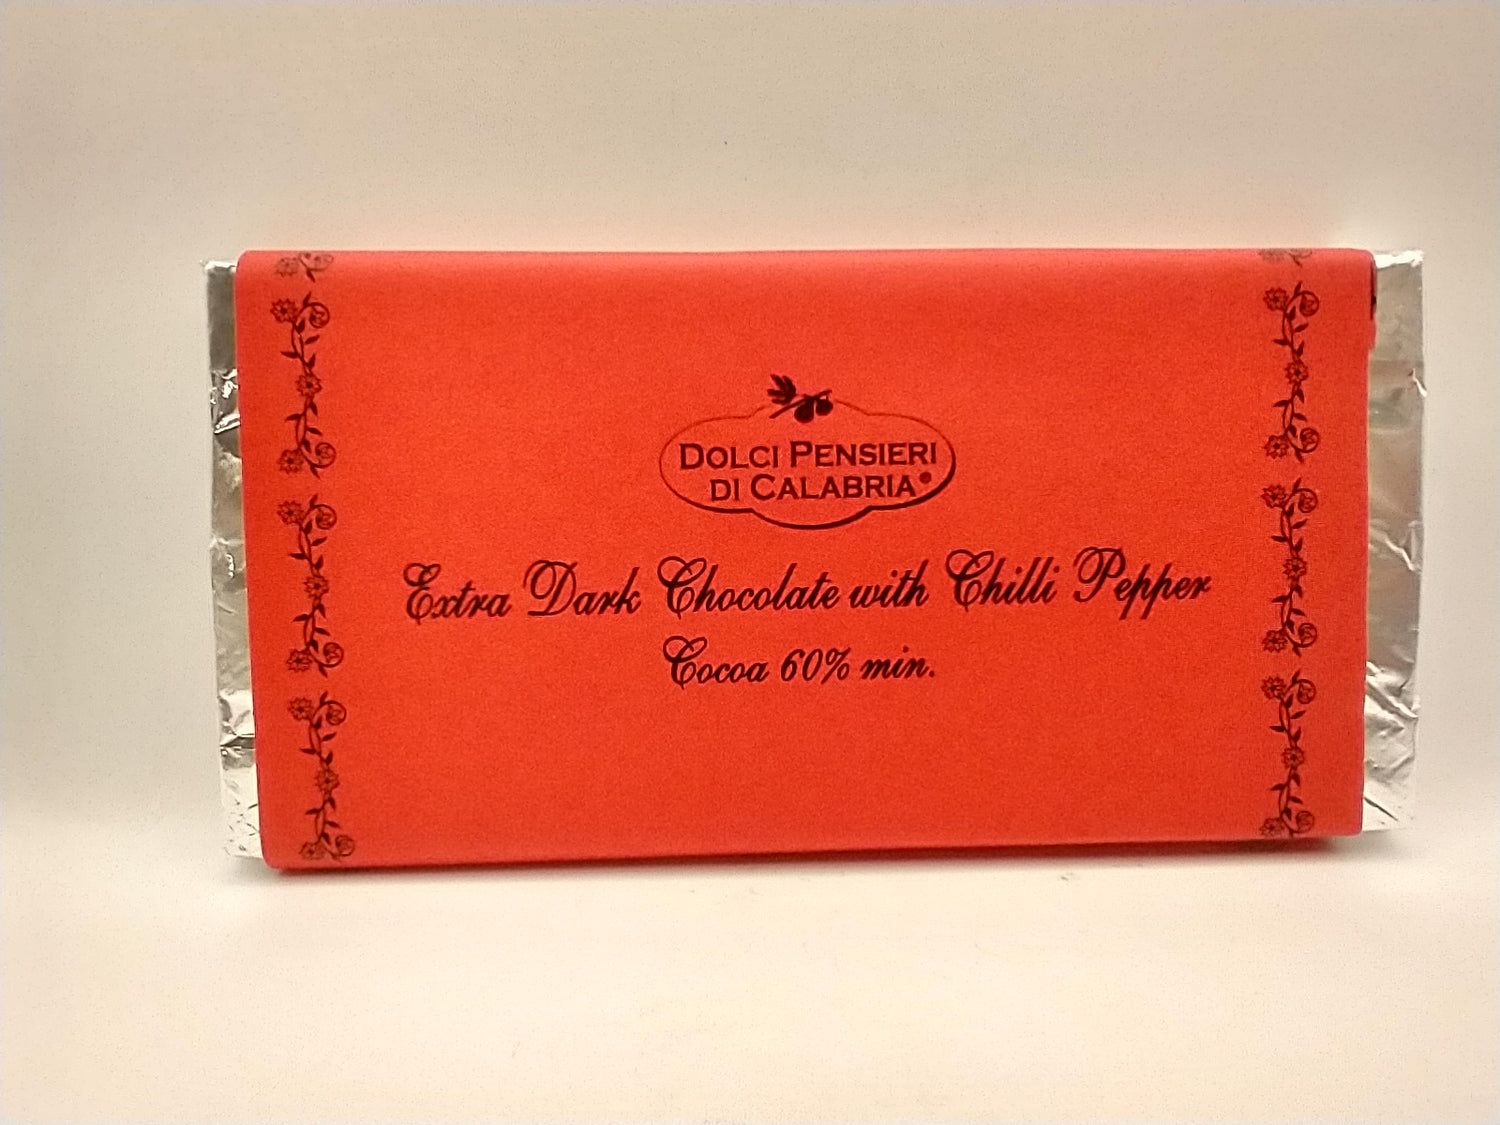 DOLCI PENSIERI
DI CALABRIA®
Extra Dark Chocolate with Chilli Pepper
Cocoa 60% min.